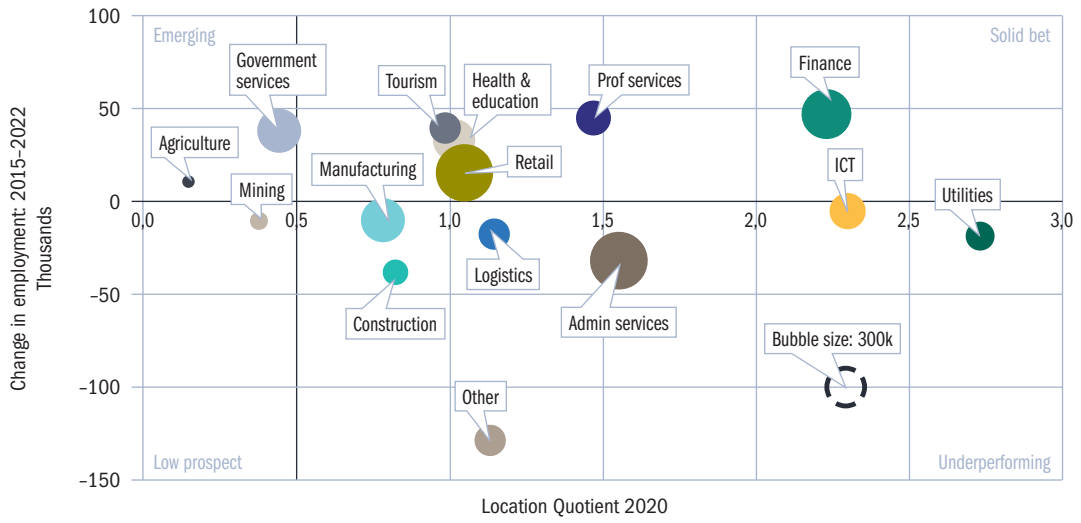 100
50
0
–50
–100
–150
Change in employment: 2015–2022
Thousands
Emerging
Solid bet
Government
services
Tourism
Health &
education
Prof services
Finance
Agriculture
Mining
Manufacturing
Retail
ICT
Utilities
0,0
0,5
1,0
1,5
2,0
2,5
3,0
Logistics
Construction
Admin services
Bubble size: 300k
Other
Low prospect
Underperforming
Location Quotient 2020